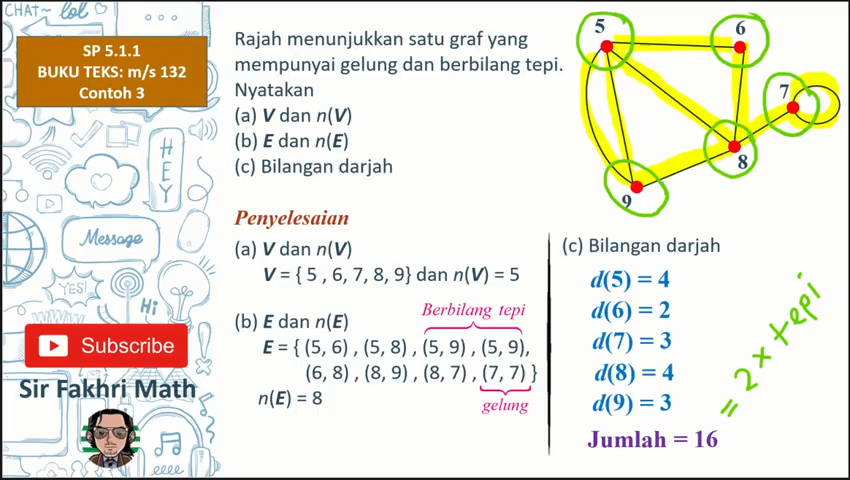 CHAT~ lol
SP 5.1.1
BUKU TEKS: m/s 132
Contoh 3
Rajah menunjukkan satu graf yang
mempunyai gelung dan berbilang tepi.
Nyatakan
(a) V dan n(V)
(b) E dan n(E)
(c) Bilangan darjah
5
6
7
8
9
HEY
Message
YES!
Hi
Subscribe
Sir Fakhri Math
Penyelesaian
(a) V dan n(V)
V = { 5 , 6, 7, 8, 9} dan n(V) = 5
(b) E dan n(E)
Berbilang tepi
E = { (5, 6) , (5, 8) , (5, 9) , (5, 9),
(6, 8) , (8, 9) , (8, 7) , (7, 7) }
gelung
n(E) = 8
(c) Bilangan darjah
d(5) = 4
d(6) = 2
d(7) = 3
d(8) = 4
d(9) = 3
Jumlah = 16
= 2 x tepi